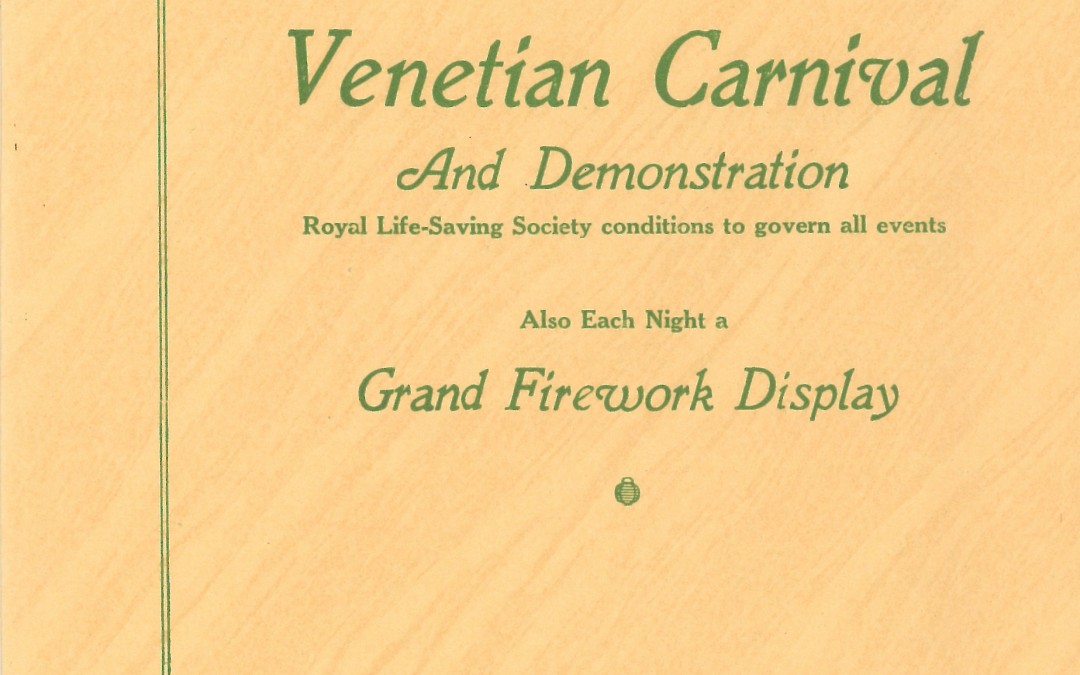 Venetian Carnival
And Demonstration
Royal Life-Saving Society conditions to govern all events
Also Each Night a
Grand Firework Display